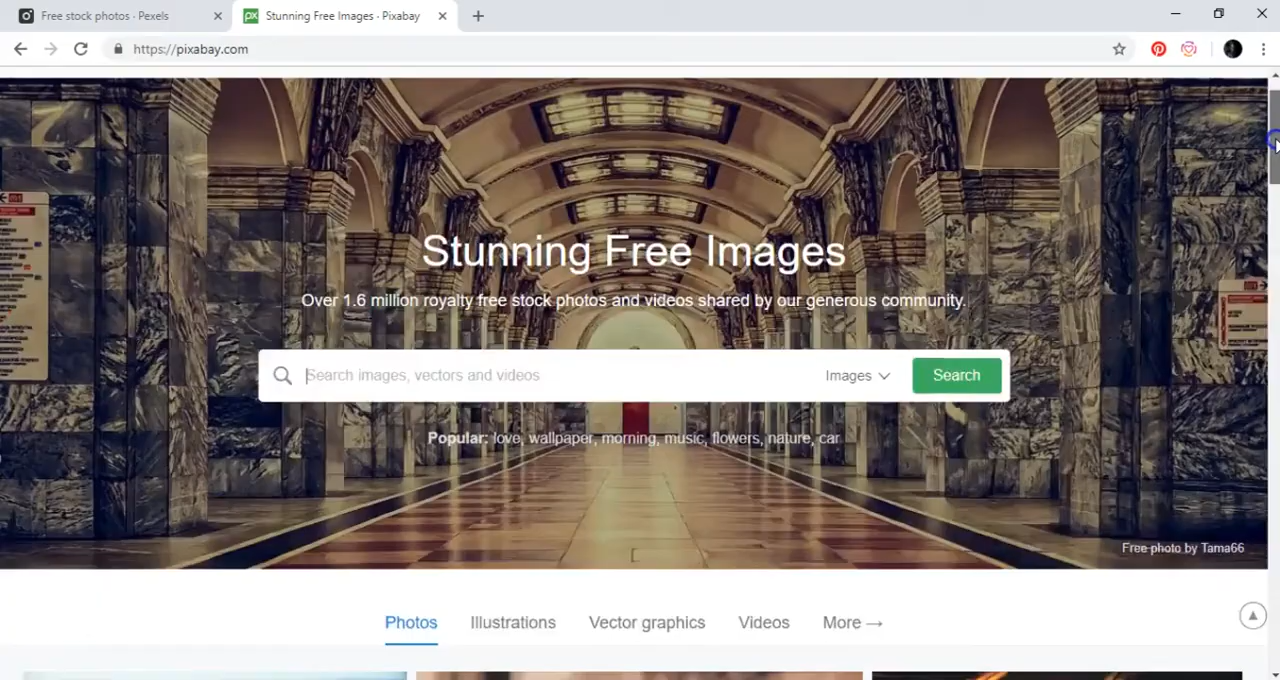 Free stock photos · Pexels
Stunning Free Images · Pixabay
https://pixabay.com
Stunning Free Images
Over 1.6 million royalty free stock photos and videos shared by our generous community.
Search images, vectors and videos
Images
Search
Popular: love, wallpaper, morning, music, flowers, nature, car
Free photo by Tama66
Photos
Illustrations
Vector graphics
Videos
More →